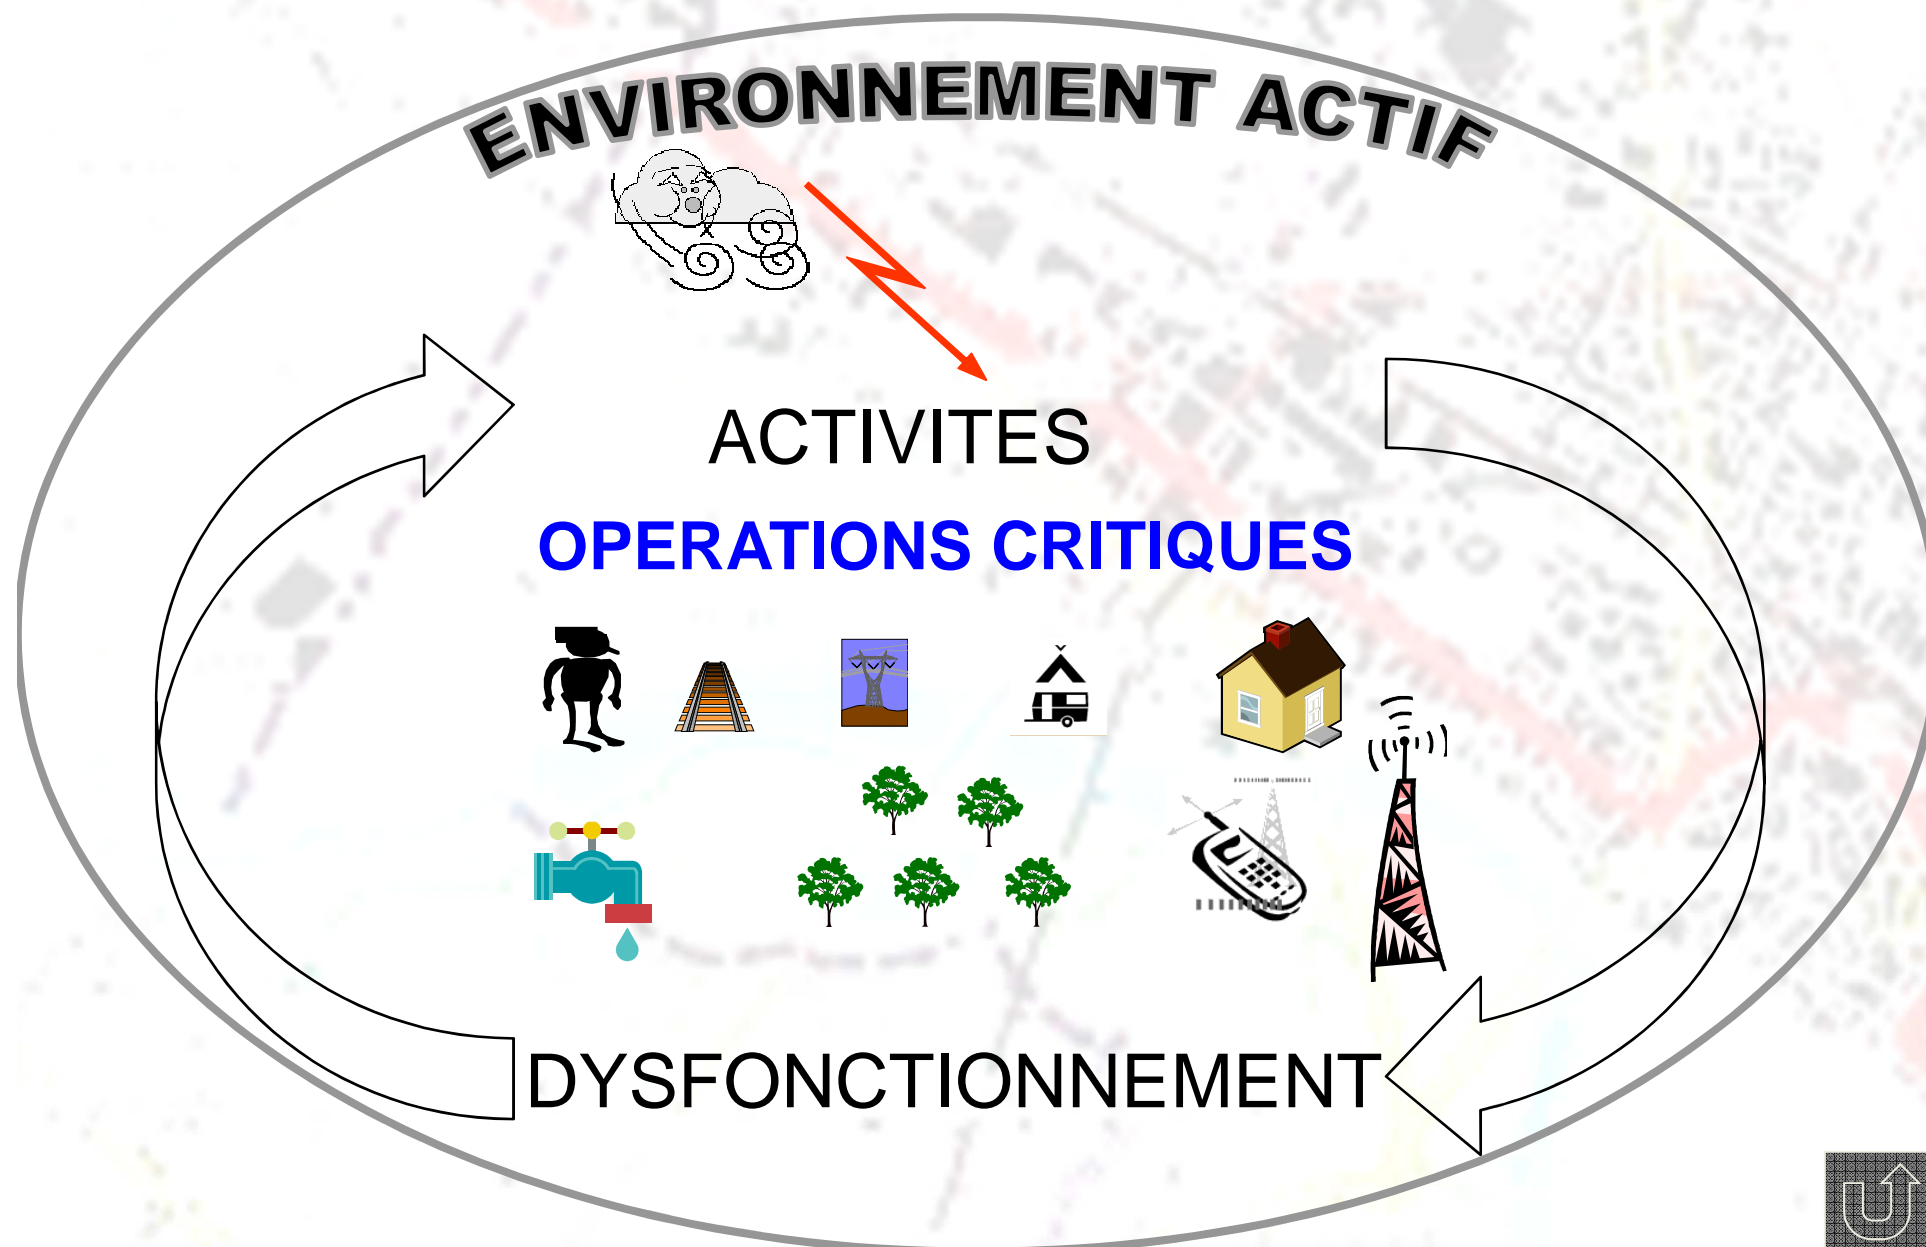 ENVIRONNEMENT ACTIF
ACTIVITES
OPERATIONS CRITIQUES
DYSFONCTIONNEMENT